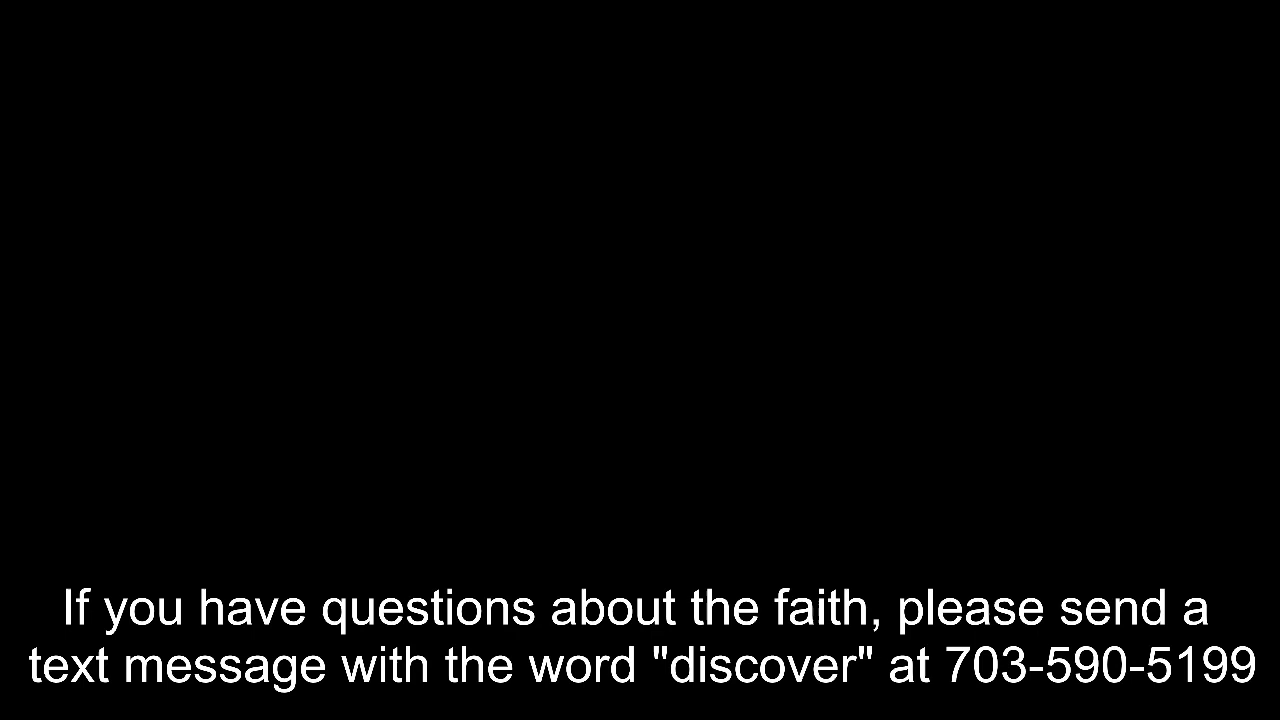 If you have questions about the faith, please send a
text message with the word "discover" at 703-590-5199